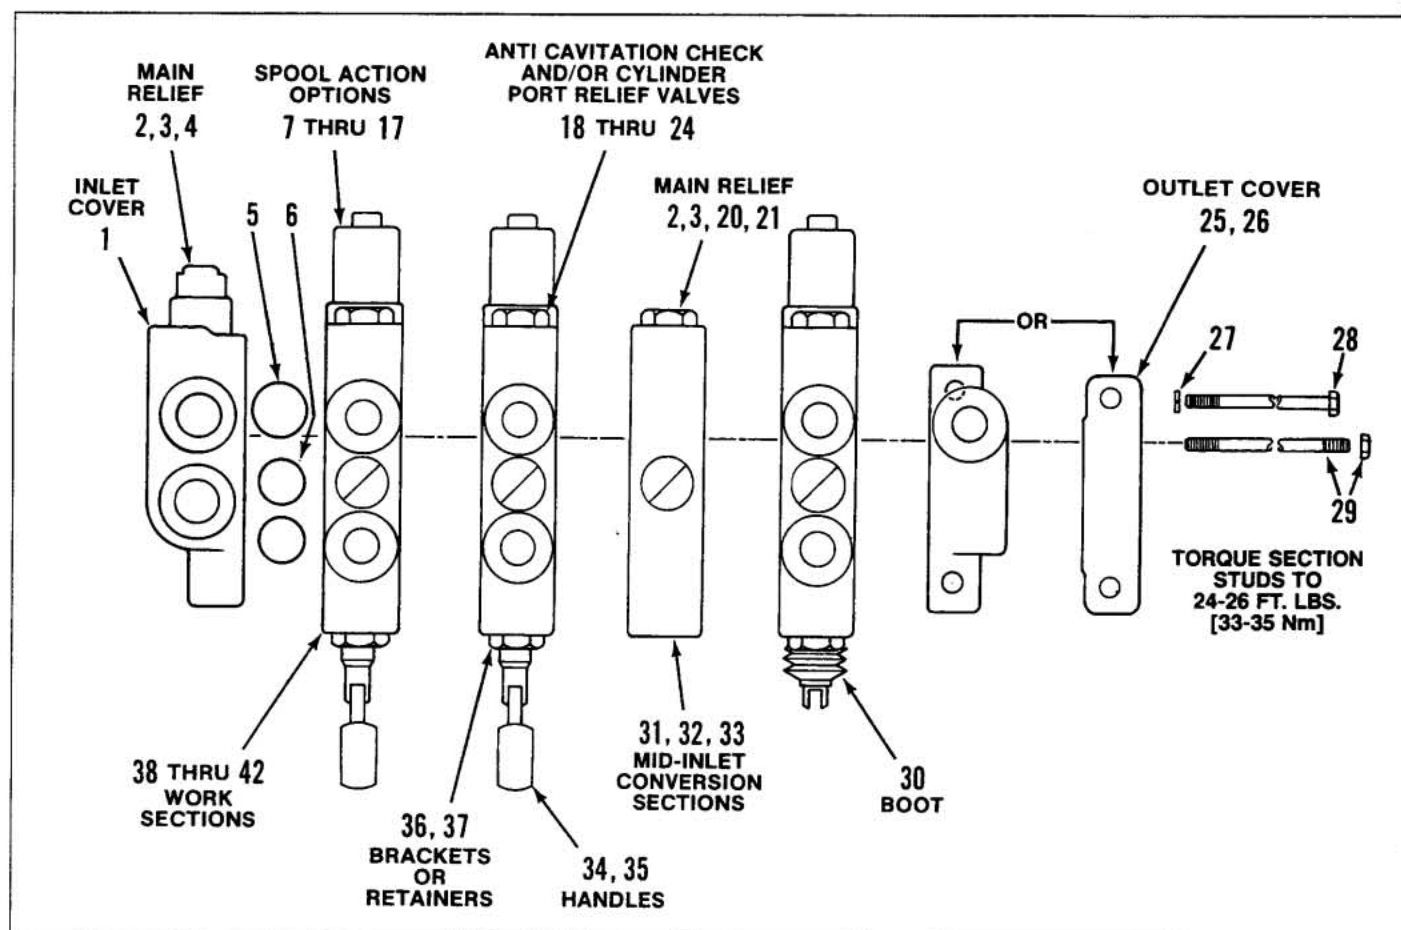 MAIN
RELIEF
2, 3, 4
SPOOL ACTION
OPTIONS
7 THRU 17
ANTI CAVITATION CHECK
AND/OR CYLINDER
PORT RELIEF VALVES
18 THRU 24
INLET
COVER
1
5
6
MAIN RELIEF
2, 3, 20, 21
OUTLET COVER
25, 26
OR
27
28
29
TORQUE SECTION
STUDS TO
24-26 FT. LBS.
[33-35 Nm]
38 THRU 42
WORK
SECTIONS
36, 37
BRACKETS
OR
RETAINERS
34, 35
HANDLES
31, 32, 33
MID-INLET
CONVERSION
SECTIONS
30
BOOT